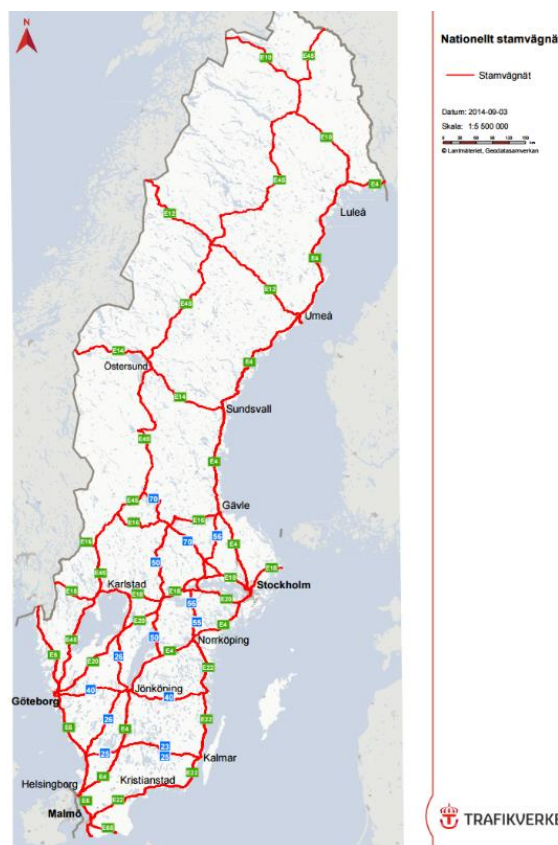 N
E10
E45
E10
E4
E45
Luleå
E12
E4
E12
E45
Umeå
E14
E4
Östersund
E14
Sundsvall
E45
E4
E45
70
Gävle
E16
E16
70
56
E16
E4
50
E45
E18
E18
Karlstad
E18
E18
E20
Stockholm
E20
55
E4
E45
50
Norrköping
E6
E20
26
E4
E22
Göteborg
40
Jönköping
40
26
E22
E6
E4
25
23
25
Kalmar
Helsingborg
E4
Kristianstad
E22
E6
E22
Malmö
E65
Nationellt stamvägnä
Stamvägnät
Datum: 2014-09-03
Skala: 1:5 500 000
© Lantmäteriet, Geodatasamverkan
TRAFIKVERKE